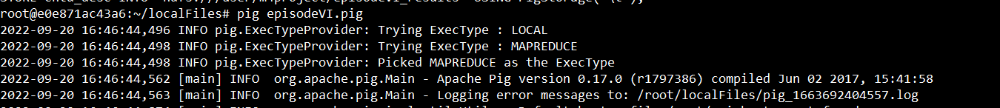 root@e0e871ac43a6:~/localFiles# pig episodeVI.pig
2022-09-20 16:46:44,496 INFO pig.ExecTypeProvider: Trying ExecType : LOCAL
2022-09-20 16:46:44,498 INFO pig.ExecTypeProvider: Trying ExecType : MAPREDUCE
2022-09-20 16:46:44,498 INFO pig.ExecTypeProvider: Picked MAPREDUCE as the ExecType
2022-09-20 16:46:44,562 [main] INFO  org.apache.pig.Main - Apache Pig version 0.17.0 (r1797386) compiled Jun 02 2017, 15:41:58
2022-09-20 16:46:44,563 [main] INFO  org.apache.pig.Main - Logging error messages to: /root/localFiles/pig_1663692404557.log